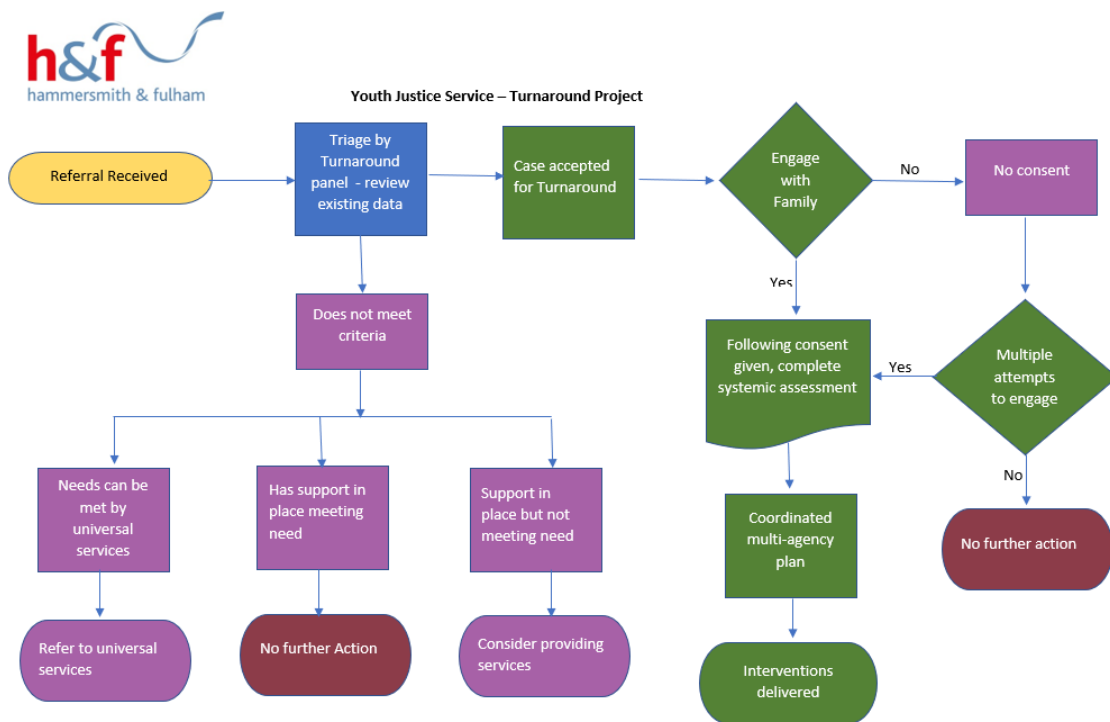 h&f
hammersmith & fulham
Youth Justice Service – Turnaround Project
Referral Received
Triage by
Turnaround
panel - review
existing data
Case accepted
for Turnaround
Engage
with
Family
No
No consent
Yes
Does not meet
criteria
Following consent
given, complete
systemic assessment
Yes
Multiple
attempts
to engage
No
Needs can be
met by
universal
services
Has support in
place meeting
need
Support in
place but not
meeting need
Coordinated
multi-agency
plan
No further action
Refer to universal
services
No further Action
Consider providing
services
Interventions
delivered